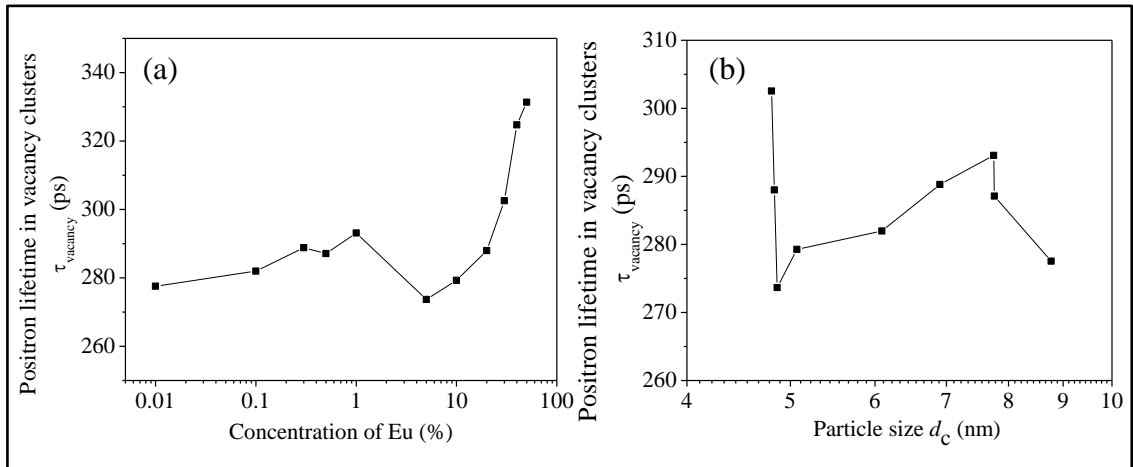 Positron lifetime in vacancy clusters
τvacancy (ps)
(a)
340
320
300
280
260
0.01 0.1 1 10 100
Concentration of Eu (%)
Positron lifetime in vacancy clusters
τvacancy (ps)
(b)
310
300
290
280
270
260
4 5 6 7 8 9 10
Particle size dc (nm)